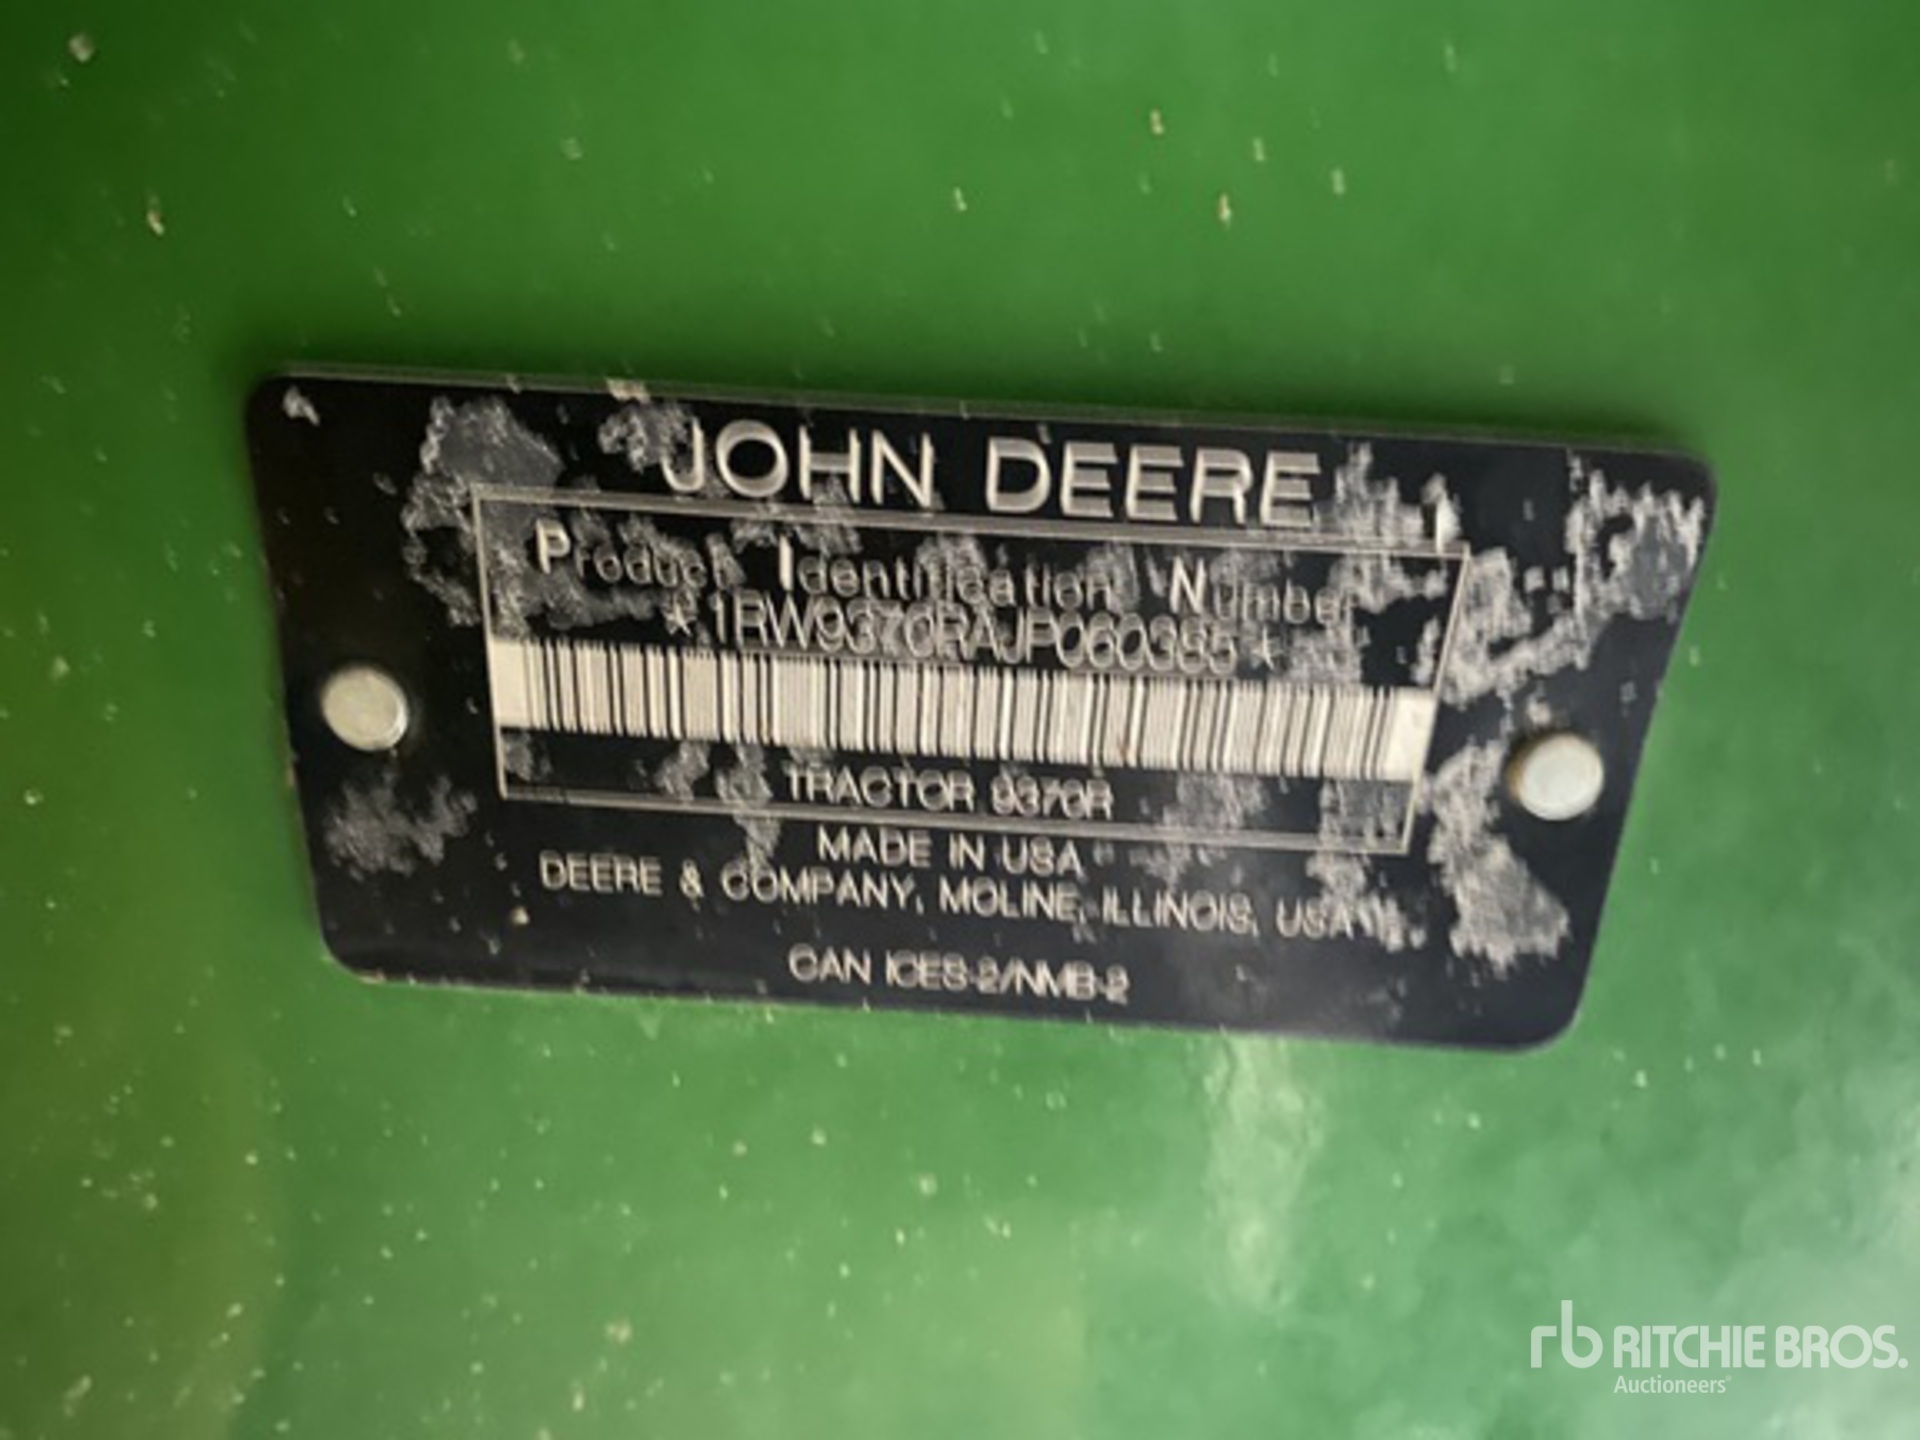 JOHN DEERE
Product Identification Number
*1RW9370RAJP060385*
TRACTOR 9370R
MADE IN USA
DEERE & COMPANY, MOLINE, ILLINOIS, USA
CAN ICES-2/NMB-2
rb RITCHIE BROS.
Auctioneers